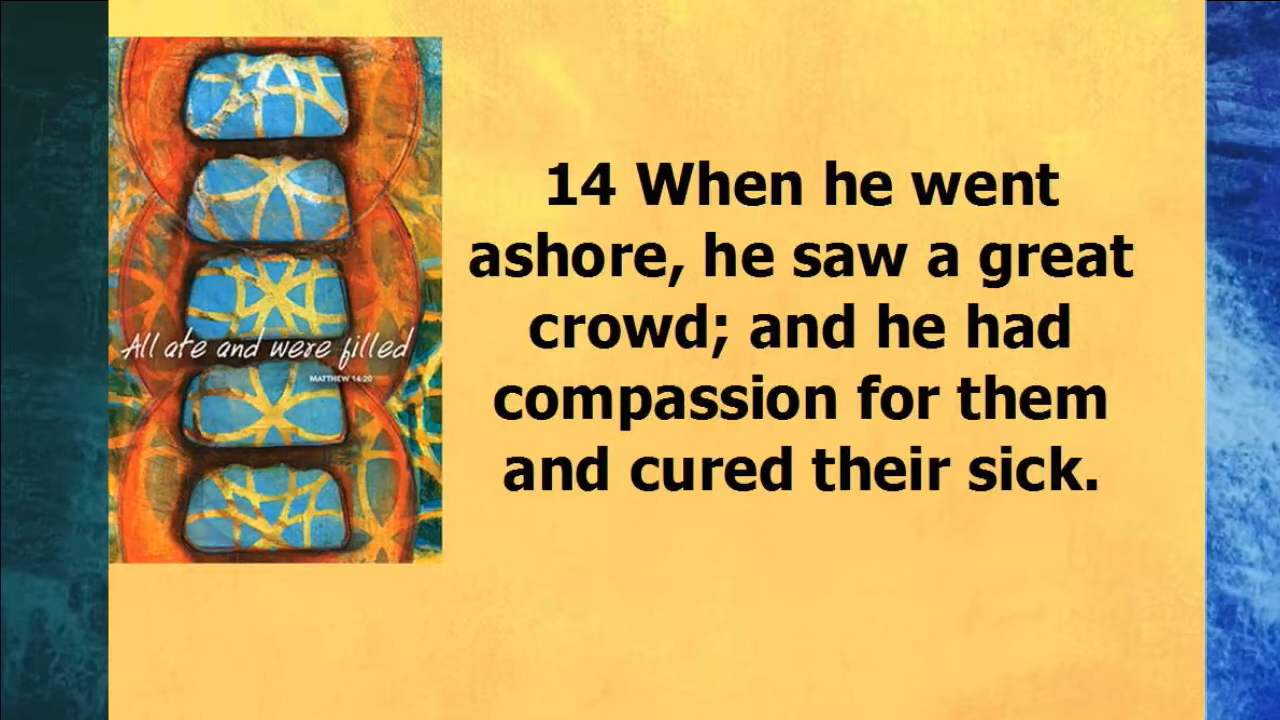 All ate and were filled
MATTHEW 14:20
14 When he went
ashore, he saw a great
crowd; and he had
compassion for them
and cured their sick.